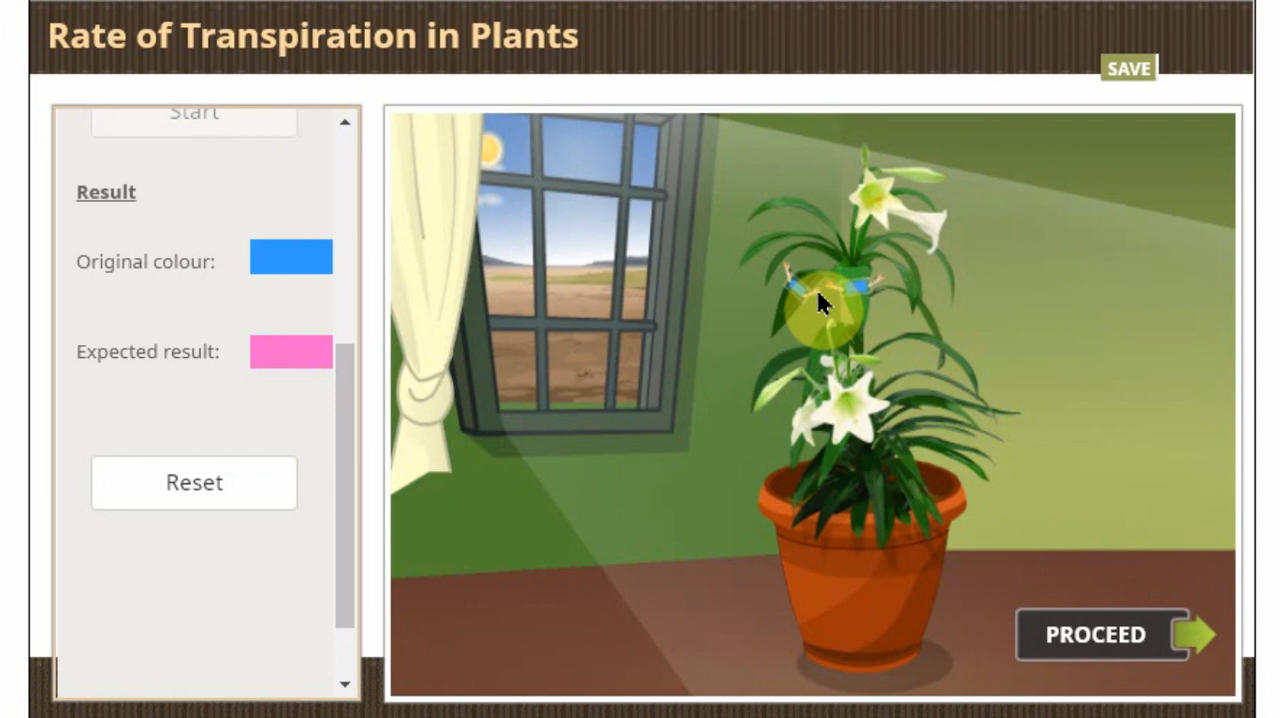 Rate of Transpiration in Plants
SAVE
Start
Result
Original colour:
Expected result:
Reset
PROCEED